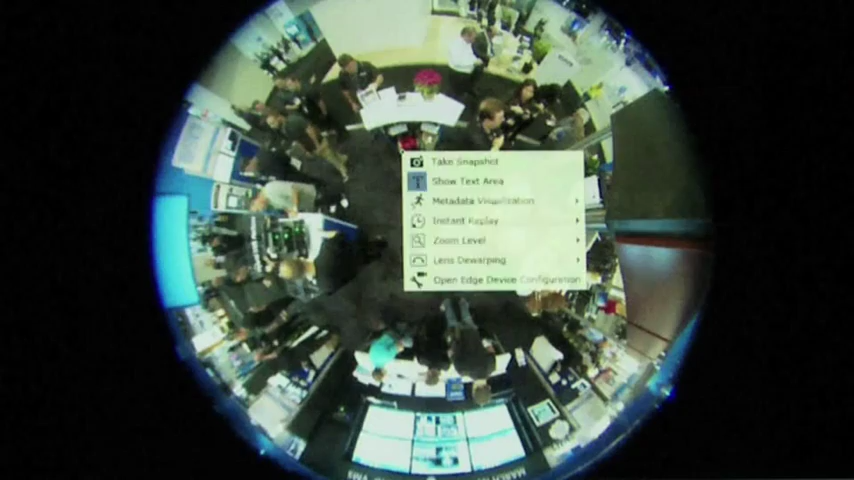 Take Snapshot
Show Text Area
Metadata Visualization
Instant Replay
Zoom Level
Lens Dewarping
Open Edge Device Configuration